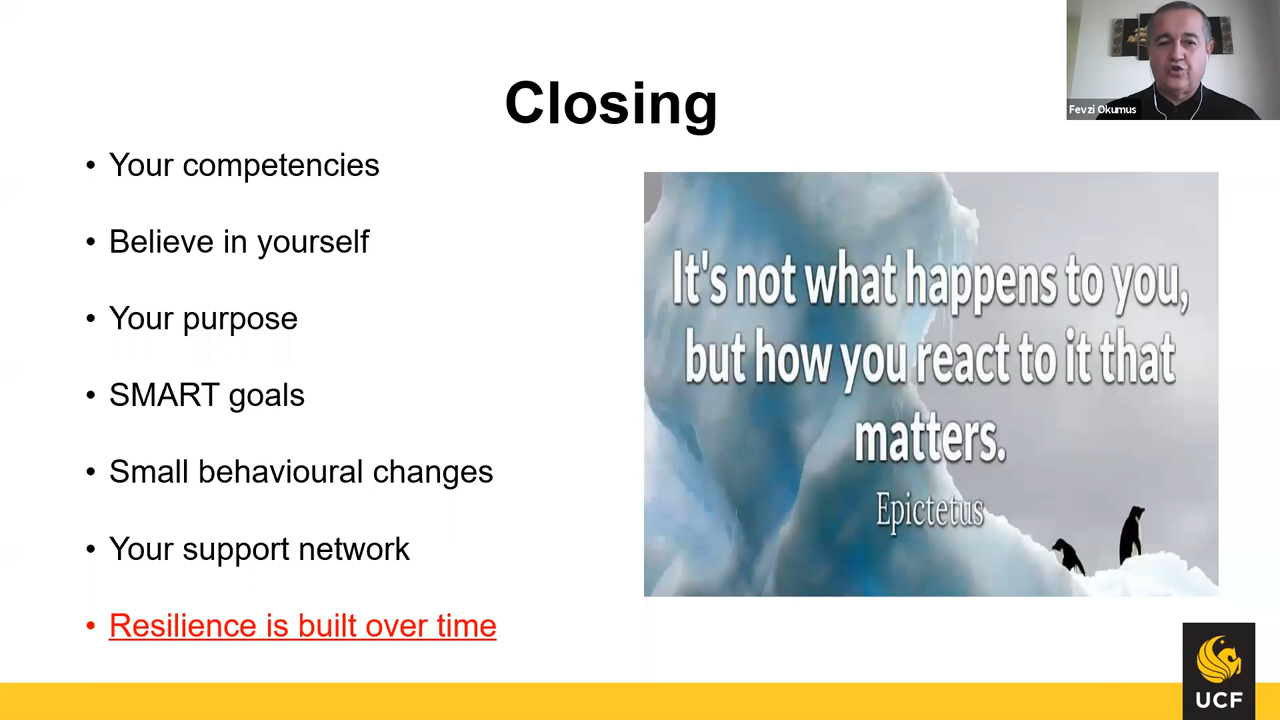 Fevzi Okumus
Closing
• Your competencies
• Believe in yourself
• Your purpose
• SMART goals
• Small behavioural changes
• Your support network
• Resilience is built over time
It's not what happens to you,
but how you react to it that
matters.
Epictetus
UCF